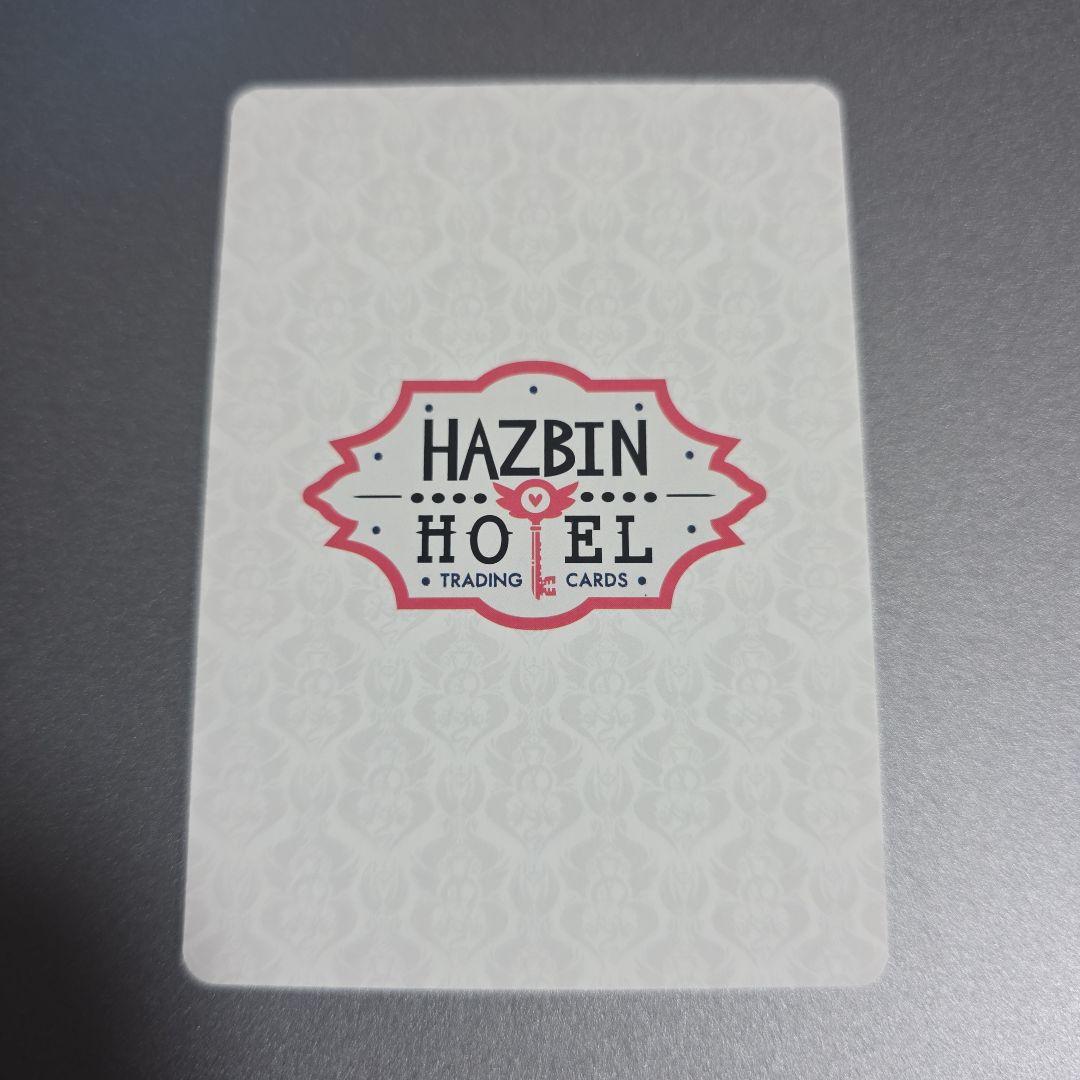 HAZBIN
HOTEL
• TRADING CARDS •